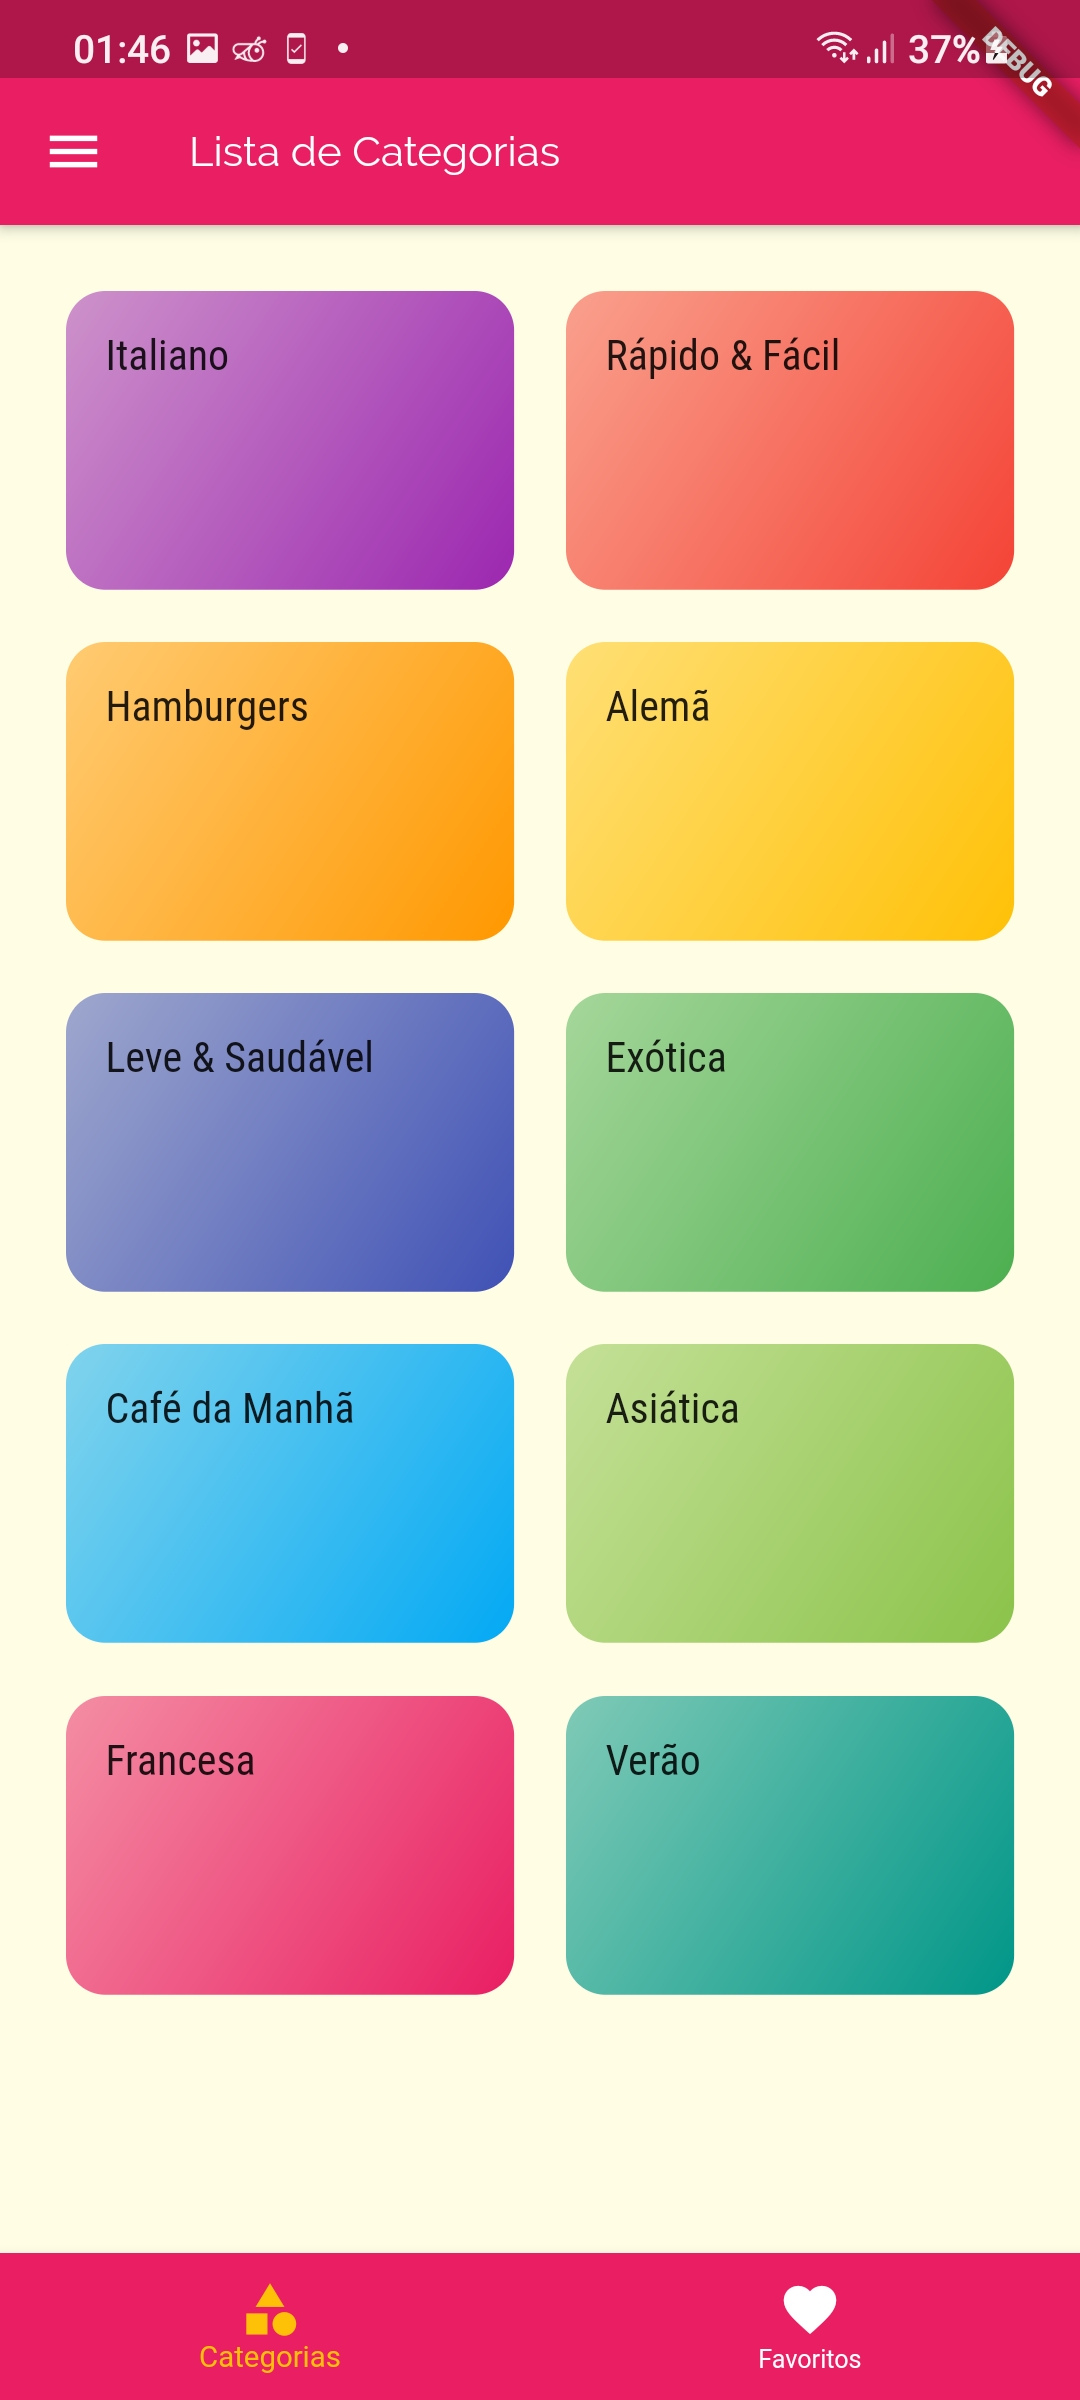 01:46 37%
DEBUG
Lista de Categorias
Italiano
Rápido & Fácil
Hamburgers
Alemã
Leve & Saudável
Exótica
Café da Manhã
Asiática
Francesa
Verão
Categorias
Favoritos